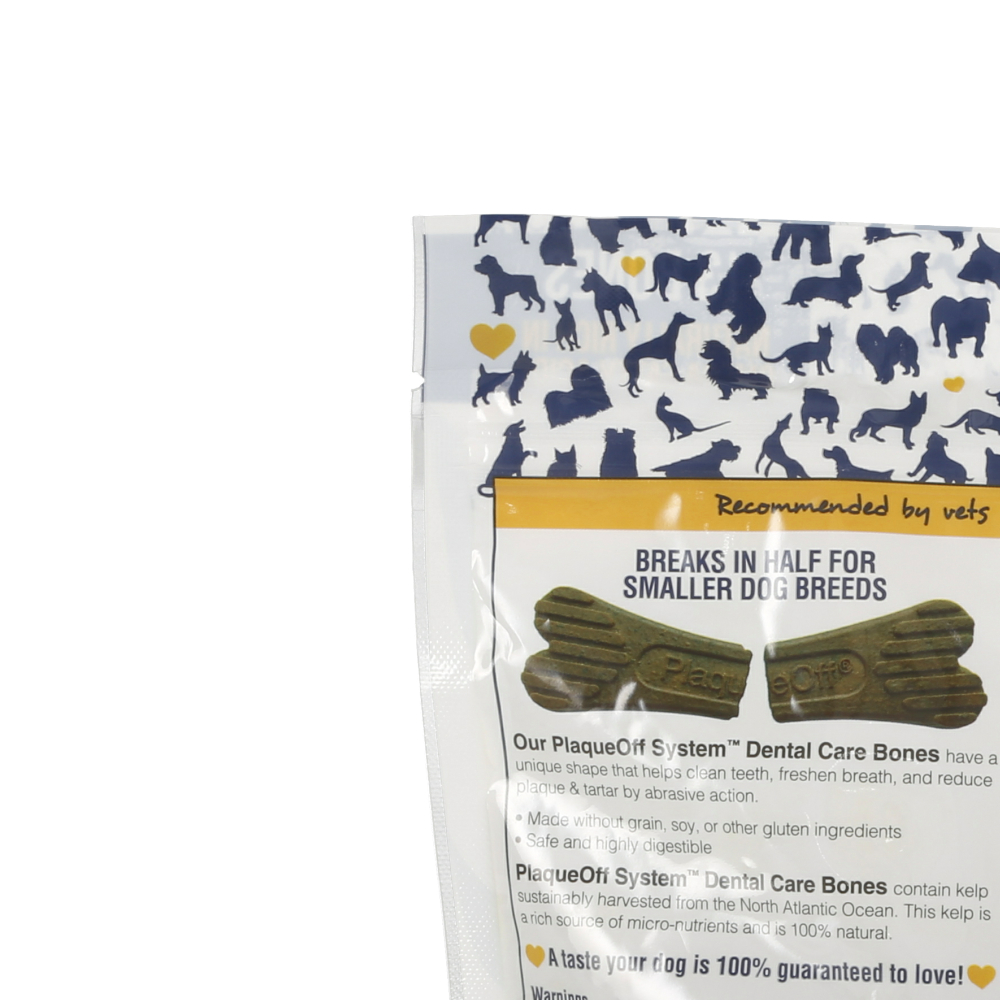 Recommended by vets
BREAKS IN HALF FOR
SMALLER DOG BREEDS
PlaqueOff®
Our PlaqueOff System™ Dental Care Bones have a
unique shape that helps clean teeth, freshen breath, and reduce
plaque & tartar by abrasive action.
• Made without grain, soy, or other gluten ingredients
• Safe and highly digestible
PlaqueOff System™ Dental Care Bones contain kelp
sustainably harvested from the North Atlantic Ocean. This kelp is
a rich source of micro-nutrients and is 100% natural.
A taste your dog is 100% guaranteed to love!